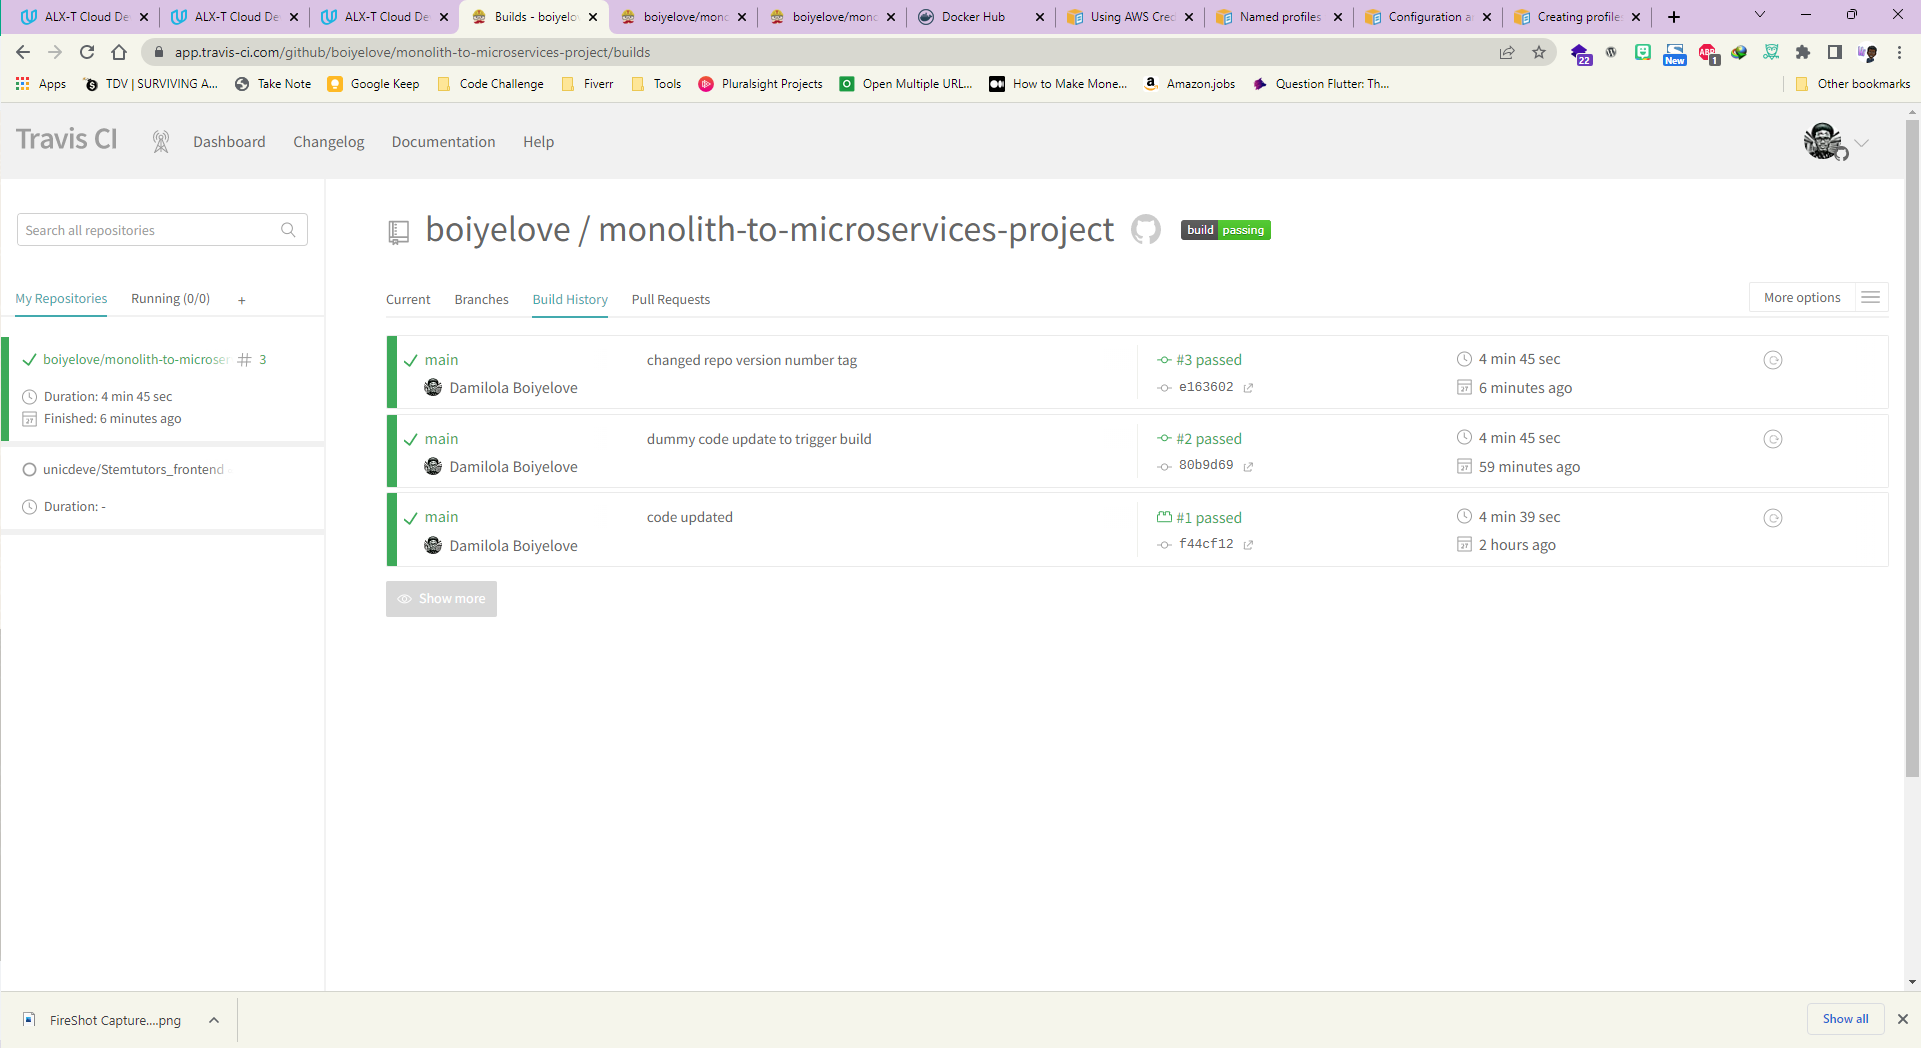 ALX-T Cloud De
ALX-T Cloud De
ALX-T Cloud De
Builds - boiyelov
boiyelove/mono
boiyelove/mono
Docker Hub
Using AWS Cred
Named profiles
Configuration a
Creating profile
app.travis-ci.com/github/boiyelove/monolith-to-microservices-project/builds
22
New
ABP
1
Apps
TDV | SURVIVING A...
Take Note
Google Keep
Code Challenge
Fiverr
Tools
Pluralsight Projects
Open Multiple URL...
How to Make Mone...
Amazon.jobs
Question Flutter: Th...
Other bookmarks
Travis CI
Dashboard
Changelog
Documentation
Help
Search all repositories
My Repositories
Running (0/0)
+
boiyelove/monolith-to-microser
# 3
Duration: 4 min 45 sec
Finished: 6 minutes ago
unicdeve/Stemtutors_frontend
Duration: -
boiyelove / monolith-to-microservices-project
build passing
Current
Branches
Build History
Pull Requests
More options
main
changed repo version number tag
#3 passed
4 min 45 sec
Damilola Boiyelove
e163602
6 minutes ago
main
dummy code update to trigger build
#2 passed
4 min 45 sec
Damilola Boiyelove
80b9d69
59 minutes ago
main
code updated
#1 passed
4 min 39 sec
Damilola Boiyelove
f44cf12
2 hours ago
Show more
FireShot Capture....png
Show all